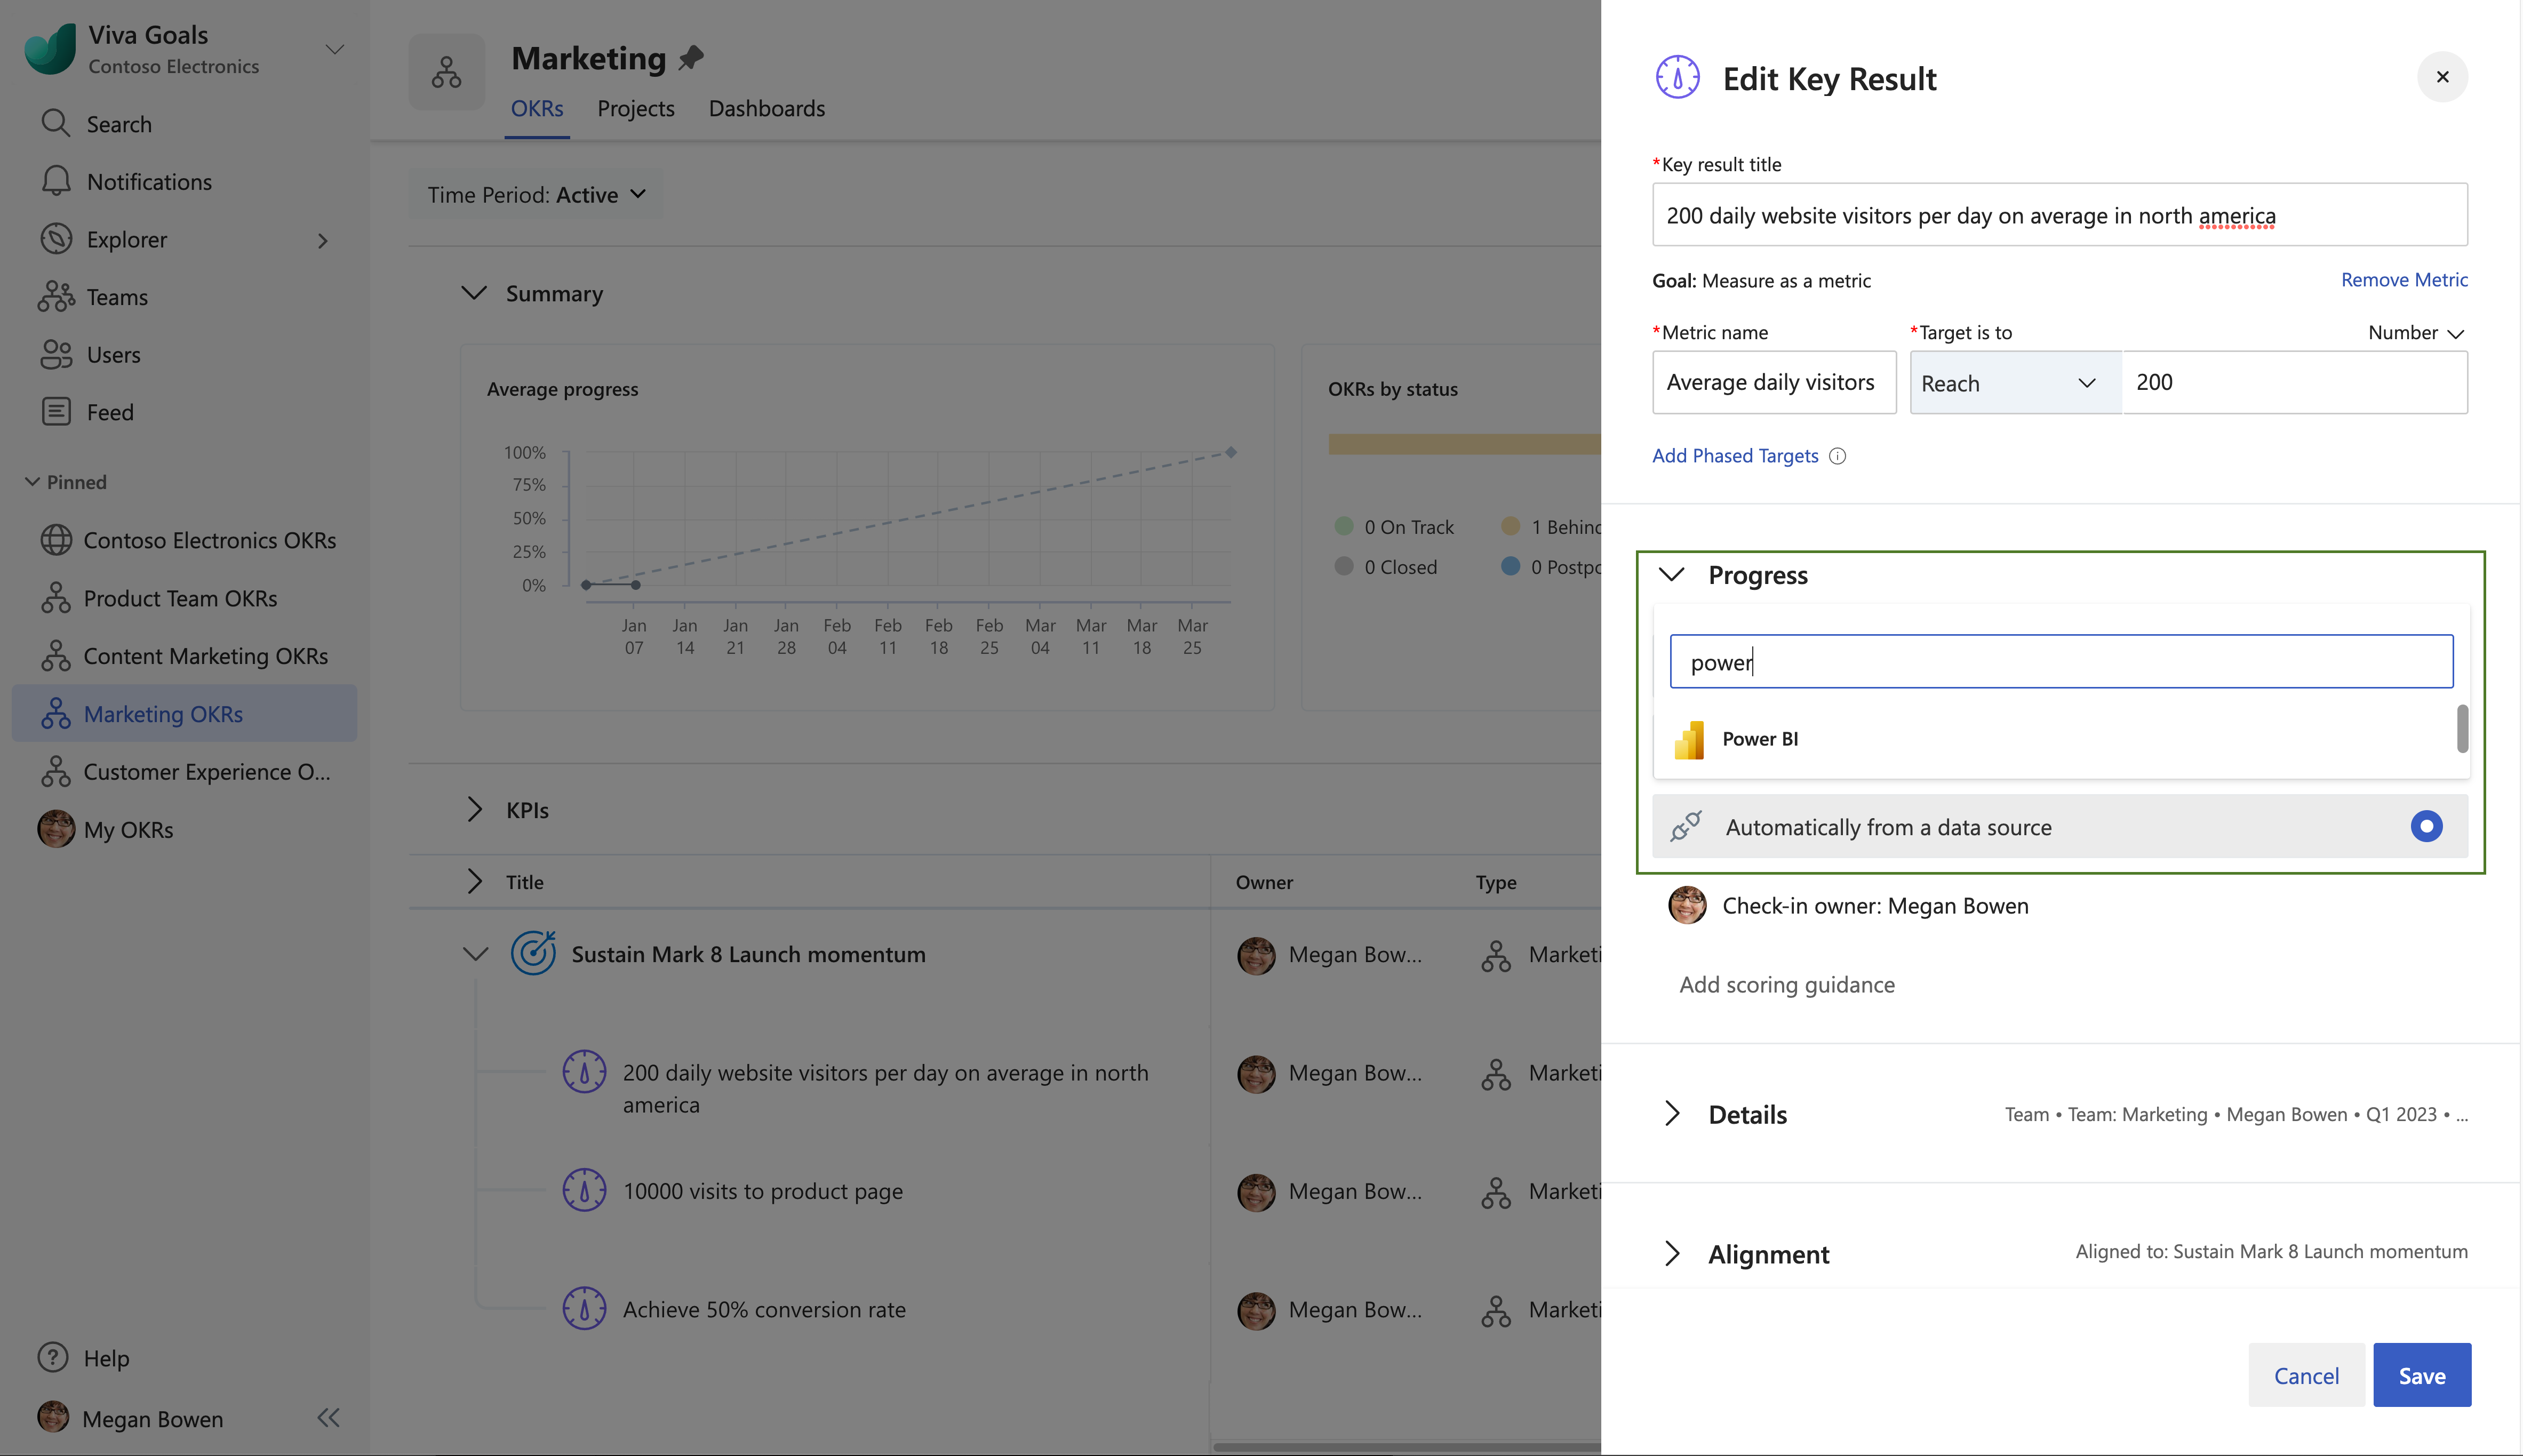 Viva Goals
Contoso Electronics
Search
Notifications
Explorer
Teams
Users
Feed
Pinned
Contoso Electronics OKRs
Product Team OKRs
Content Marketing OKRs
Marketing OKRs
Customer Experience O...
My OKRs
Help
Megan Bowen
Marketing
OKRs Projects Dashboards
Time Period: Active
Summary
Average progress
100%
75%
50%
25%
0%
Jan 07 Jan 14 Jan 21 Jan 28 Feb 04 Feb 11 Feb 18 Feb 25 Mar 04 Mar 11 Mar 18 Mar 25
OKRs by status
0 On Track 1 Behind
0 Closed 0 Postpo
KPIs
Title Owner Type
Sustain Mark 8 Launch momentum Megan Bow... Marketi
200 daily website visitors per day on average in north Megan Bow... Marketi
america
10000 visits to product page Megan Bow... Marketi
Achieve 50% conversion rate Megan Bow... Marketi
Edit Key Result
*Key result title
200 daily website visitors per day on average in north america
Goal: Measure as a metric Remove Metric
*Metric name *Target is to Number
Average daily visitors Reach 200
Add Phased Targets
Progress
power
Power BI
Automatically from a data source
Check-in owner: Megan Bowen
Add scoring guidance
Details Team • Team: Marketing • Megan Bowen • Q1 2023 • ...
Alignment Aligned to: Sustain Mark 8 Launch momentum
Cancel Save